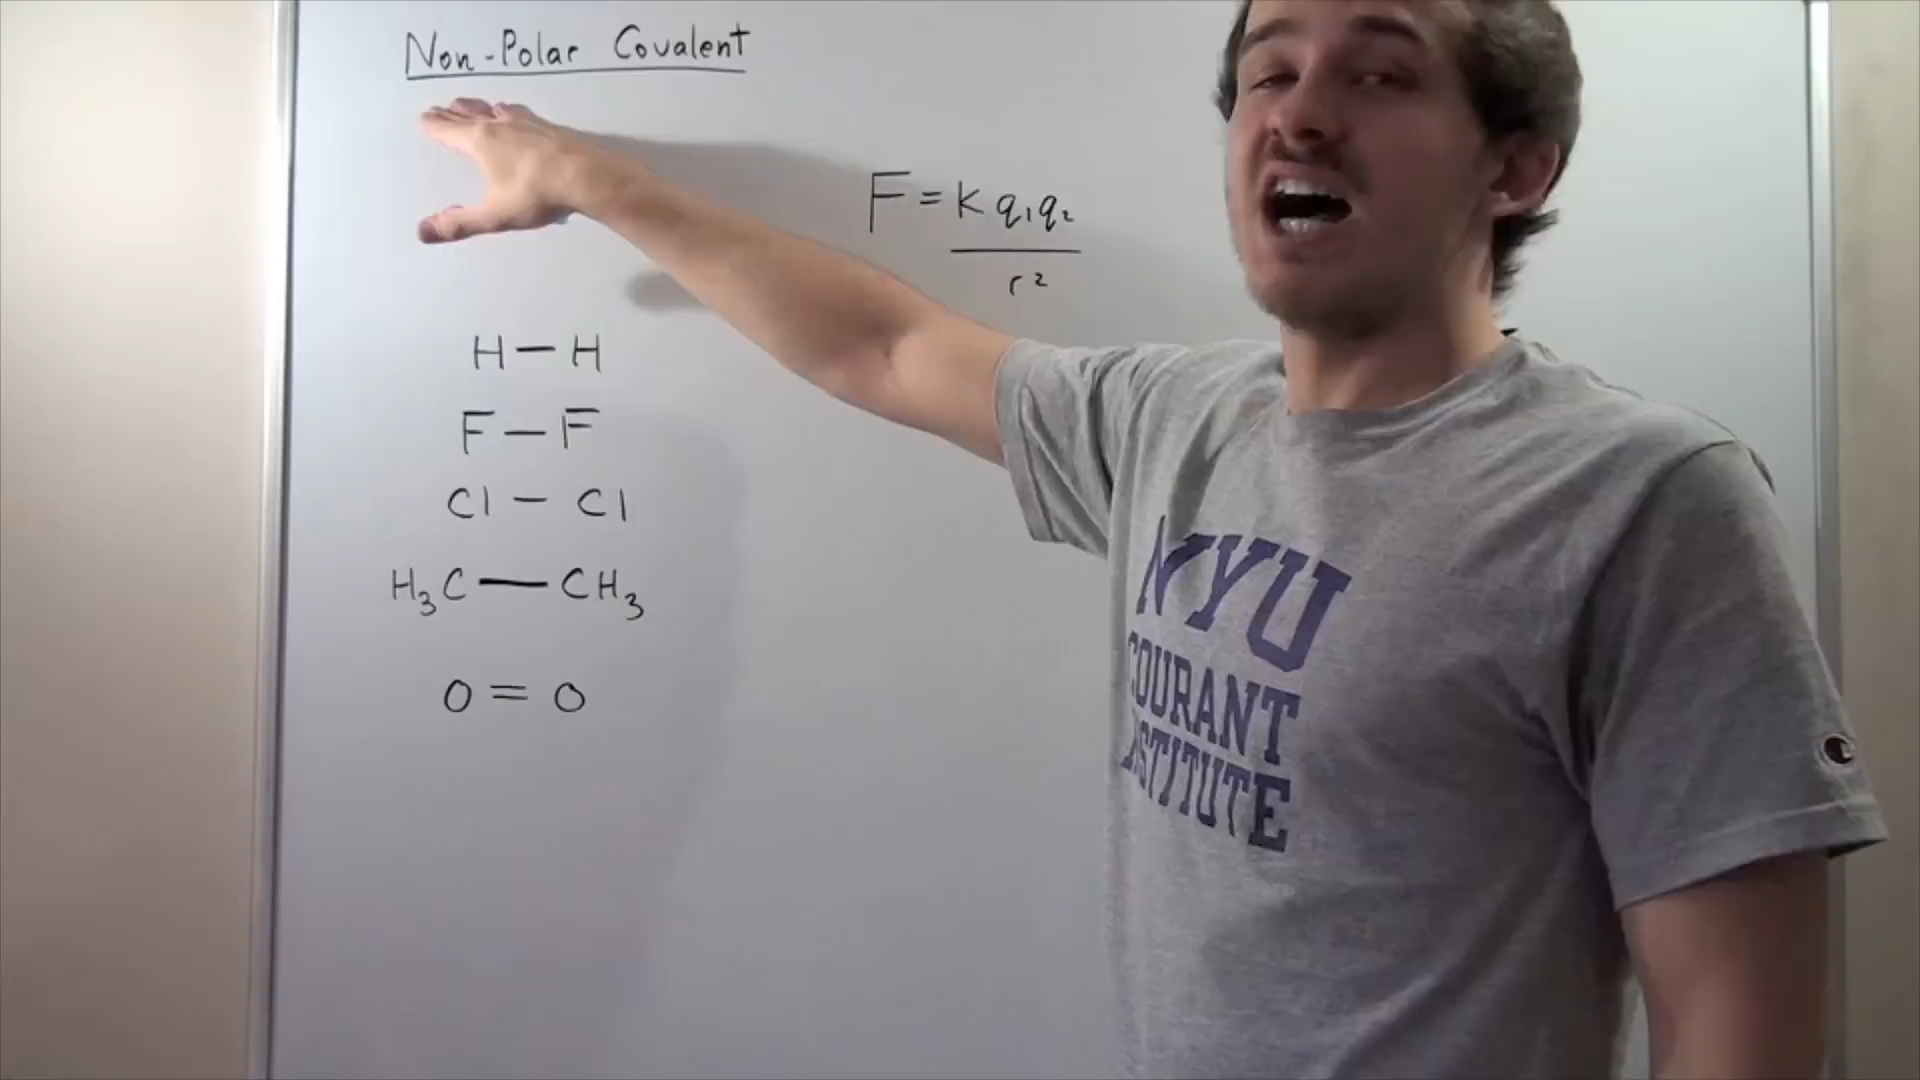 Non-Polar Covalent
F = K q₁q₂
r²
H — H
F — F
Cl — Cl
H₃C — CH₃
O = O
NYU
COURANT
INSTITUTE